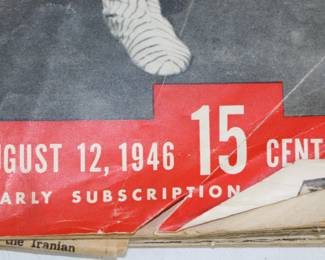 UGUST 12, 1946 15 CENT
ARLY SUBSCRIPTION
the Iranian